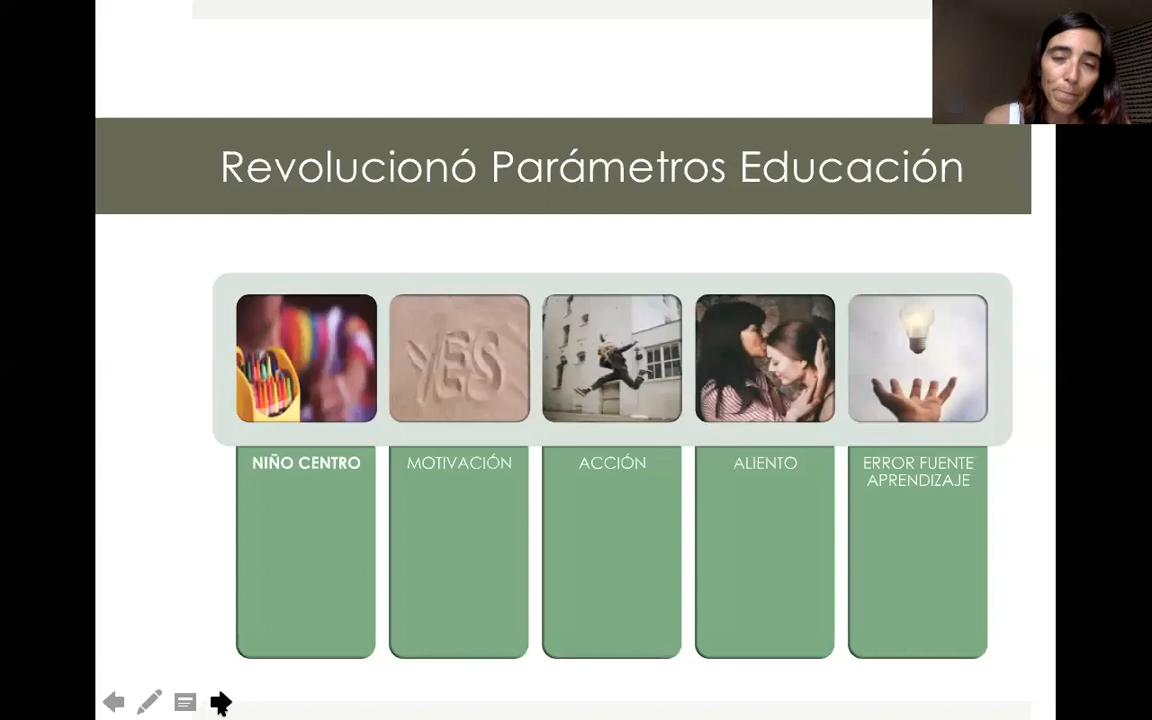 Revolucionó Parámetros Educación
YES
NIÑO CENTRO
MOTIVACIÓN
ACCIÓN
ALIENTO
ERROR FUENTE
APRENDIZAJE